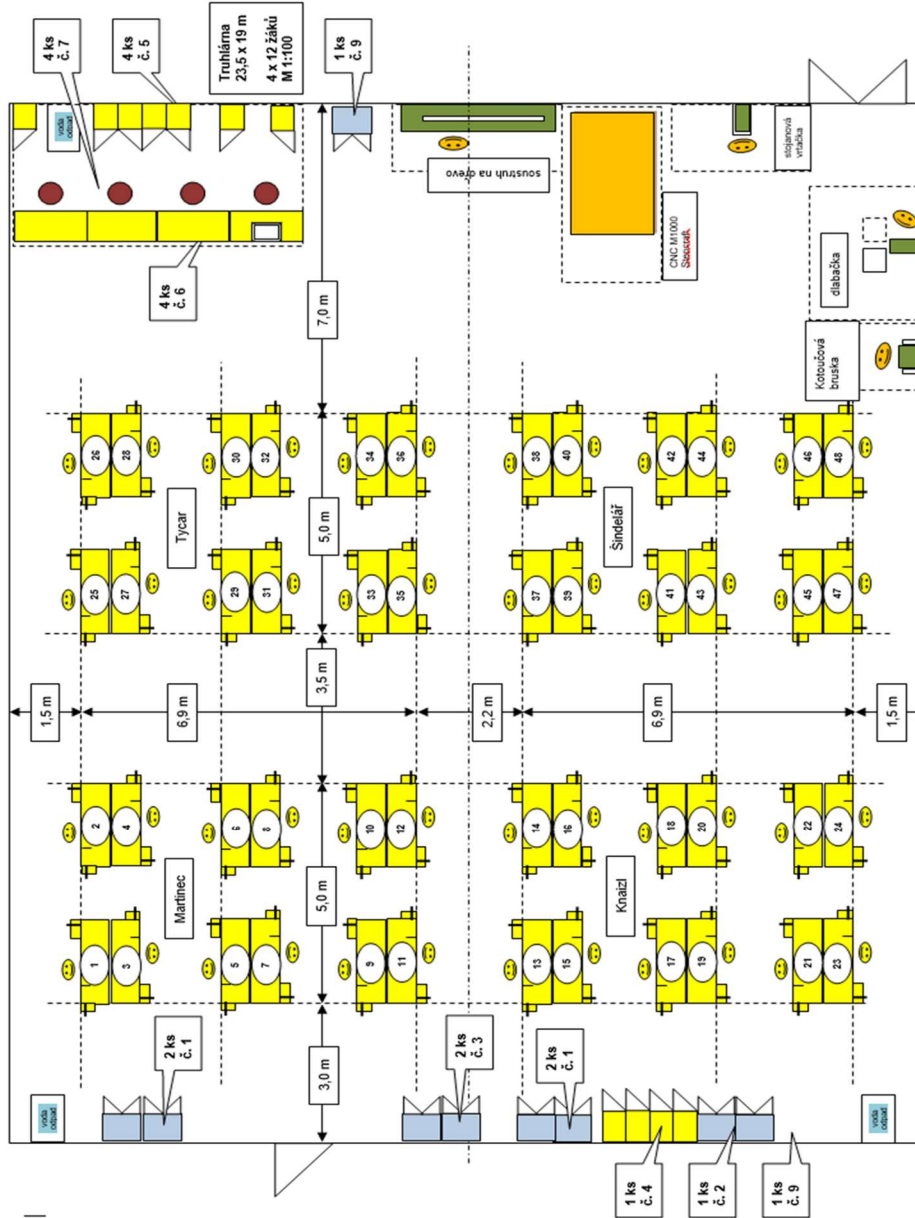 Truhlárna
23,5 x 19 m
4 x 12 žáků
M 1:100
4 ks
č. 7
4 ks
č. 5
1 ks
č. 9
voda
odpad
4 ks
č. 6
soustruh na dřevo
CNC M1000
stojanová
vrtačka
dlabačka
Kotoučová
bruska
7,0 m
26
28
30
32
34
36
38
40
42
44
46
48
Tycar
5,0 m
Šindelář
25
27
29
31
33
35
37
39
41
43
45
47
1,5 m
6,9 m
3,5 m
2,2 m
6,9 m
1,5 m
2
4
6
8
10
12
14
16
18
20
22
24
Martinec
5,0 m
Knaizl
1
3
5
7
9
11
13
15
17
19
21
23
3,0 m
voda
odpad
2 ks
č. 1
2 ks
č. 3
2 ks
č. 1
1 ks
č. 4
1 ks
č. 2
1 ks
č. 9
voda
odpad